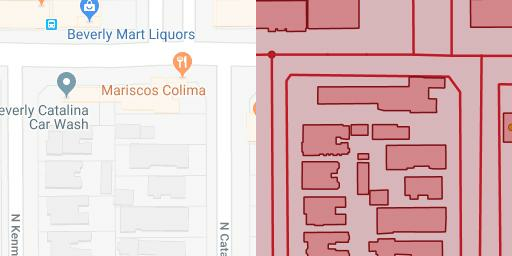 Beverly Mart Liquors
Mariscos Colima
everly Catalina
Car Wash
N Kenm
N Cata